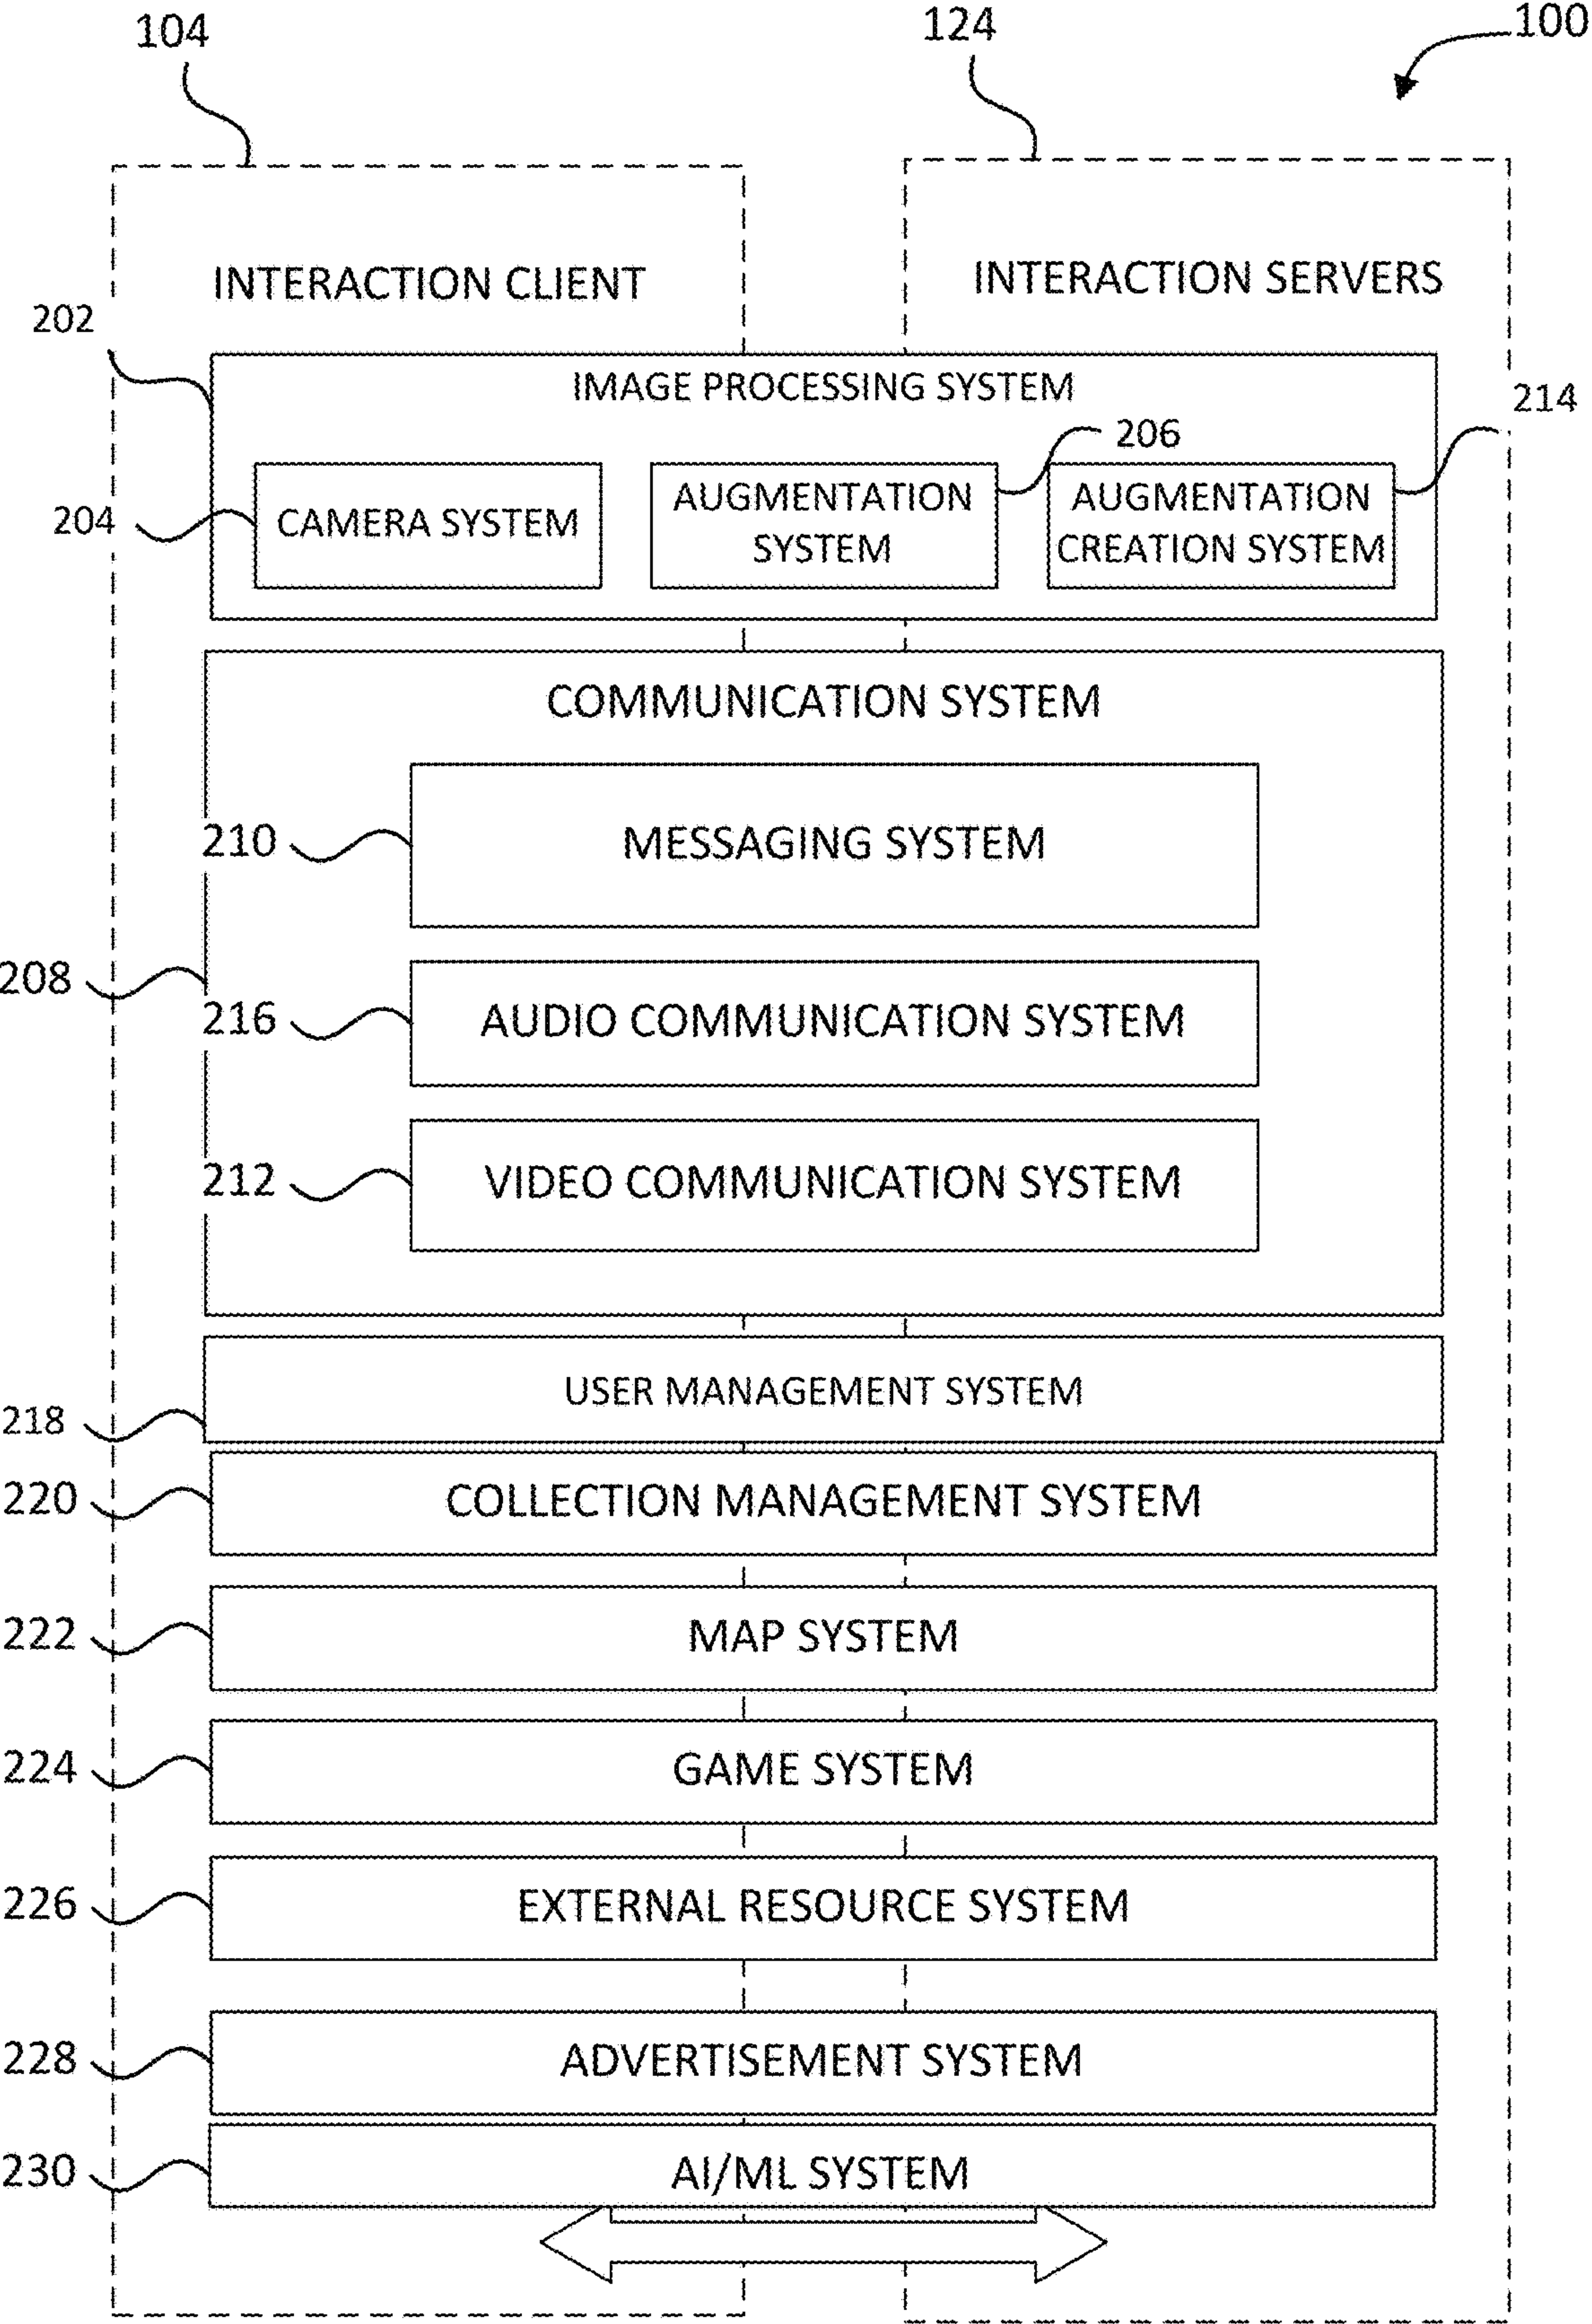 104
124
100
INTERACTION CLIENT
INTERACTION SERVERS
202
IMAGE PROCESSING SYSTEM
214
206
204
CAMERA SYSTEM
AUGMENTATION
SYSTEM
AUGMENTATION
CREATION SYSTEM
COMMUNICATION SYSTEM
210
MESSAGING SYSTEM
208
216
AUDIO COMMUNICATION SYSTEM
212
VIDEO COMMUNICATION SYSTEM
USER MANAGEMENT SYSTEM
218
220
COLLECTION MANAGEMENT SYSTEM
222
MAP SYSTEM
224
GAME SYSTEM
226
EXTERNAL RESOURCE SYSTEM
228
ADVERTISEMENT SYSTEM
230
AI/ML SYSTEM